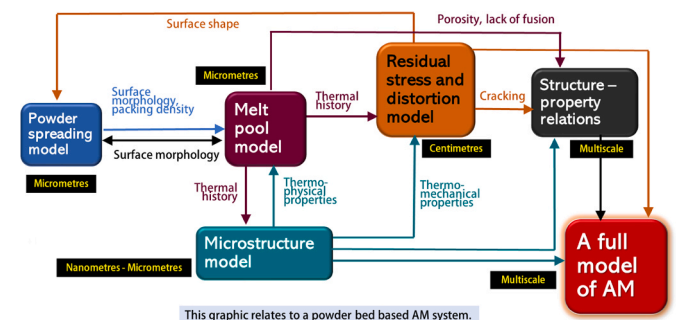 Surface shape
Porosity, lack of fusion
Micrometres
Residual
stress and
distortion
model
Structure –
property
relations
Surface
morphology,
packing density
Thermal
history
Cracking
Powder
spreading
model
Melt
pool
model
Surface morphology
Centimetres
Multiscale
Micrometres
Thermal
history
Thermo-
physical
properties
Thermo-
mechanical
properties
Microstructure
model
A full
model
of AM
Nanometres - Micrometres
Multiscale
This graphic relates to a powder bed based AM system.